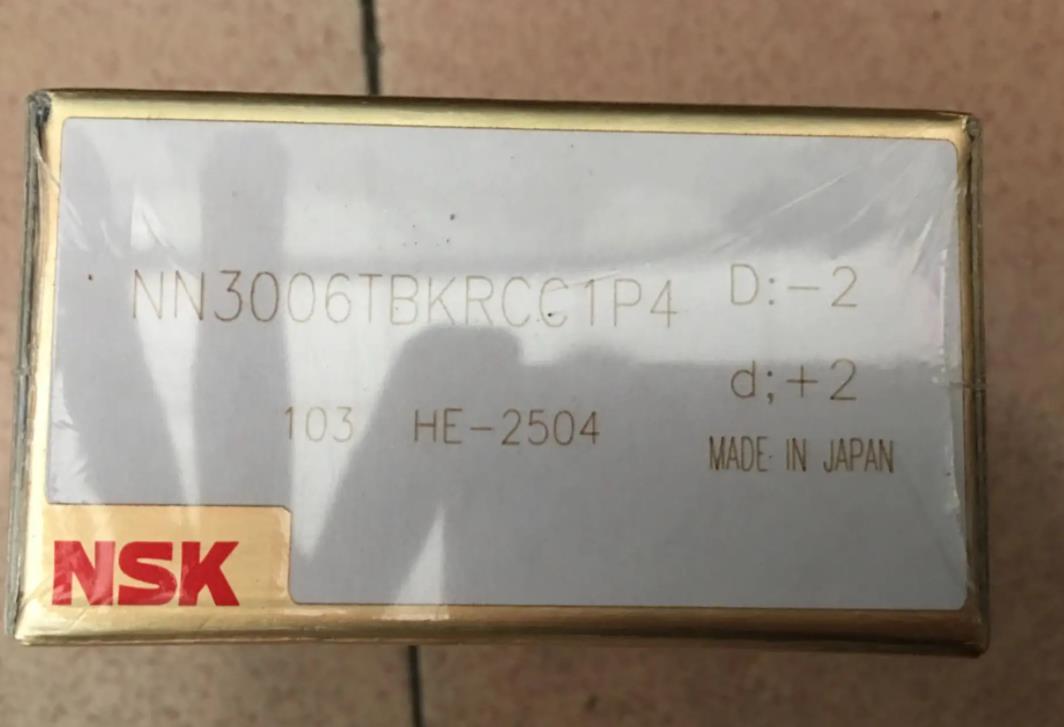 NN3006TBKRCC1P4 D:-2
d;+2
103 HE-2504
MADE IN JAPAN
NSK